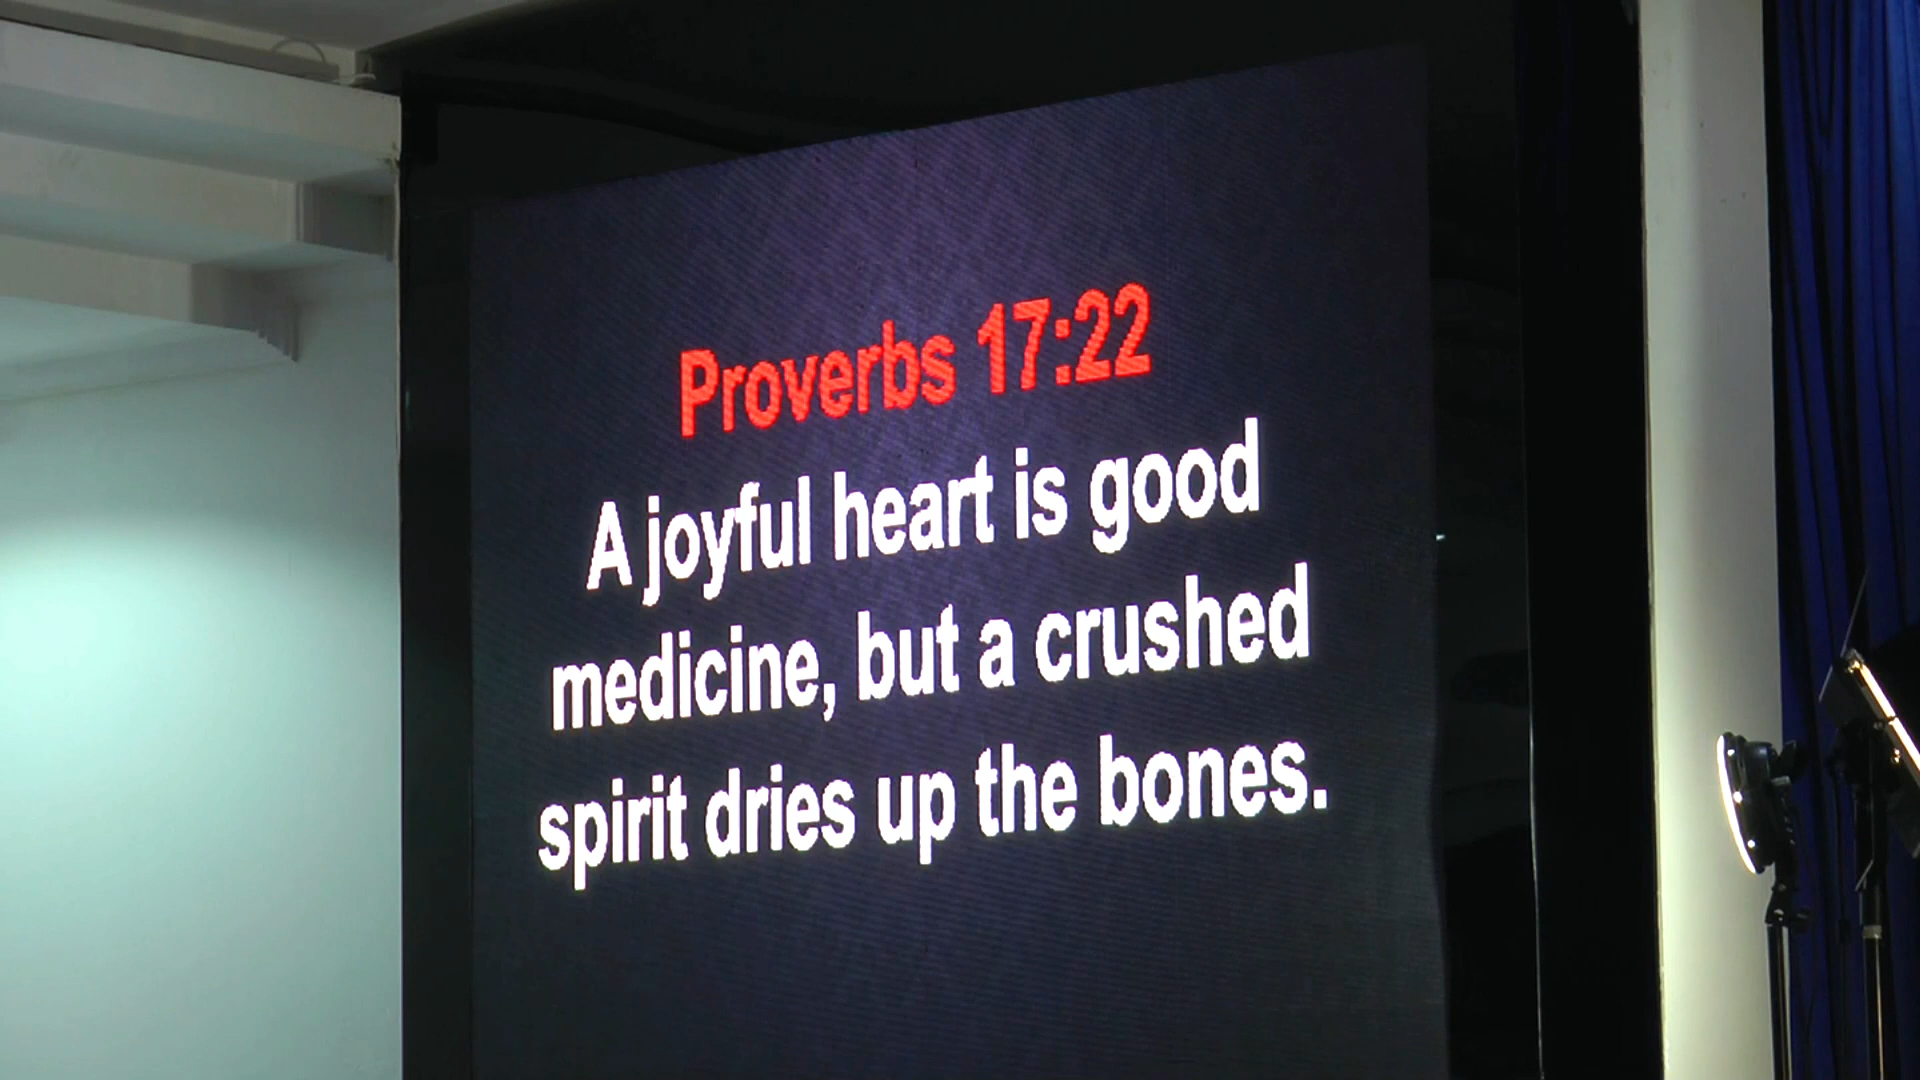 Proverbs 17:22
A joyful heart is good
medicine, but a crushed
spirit dries up the bones.